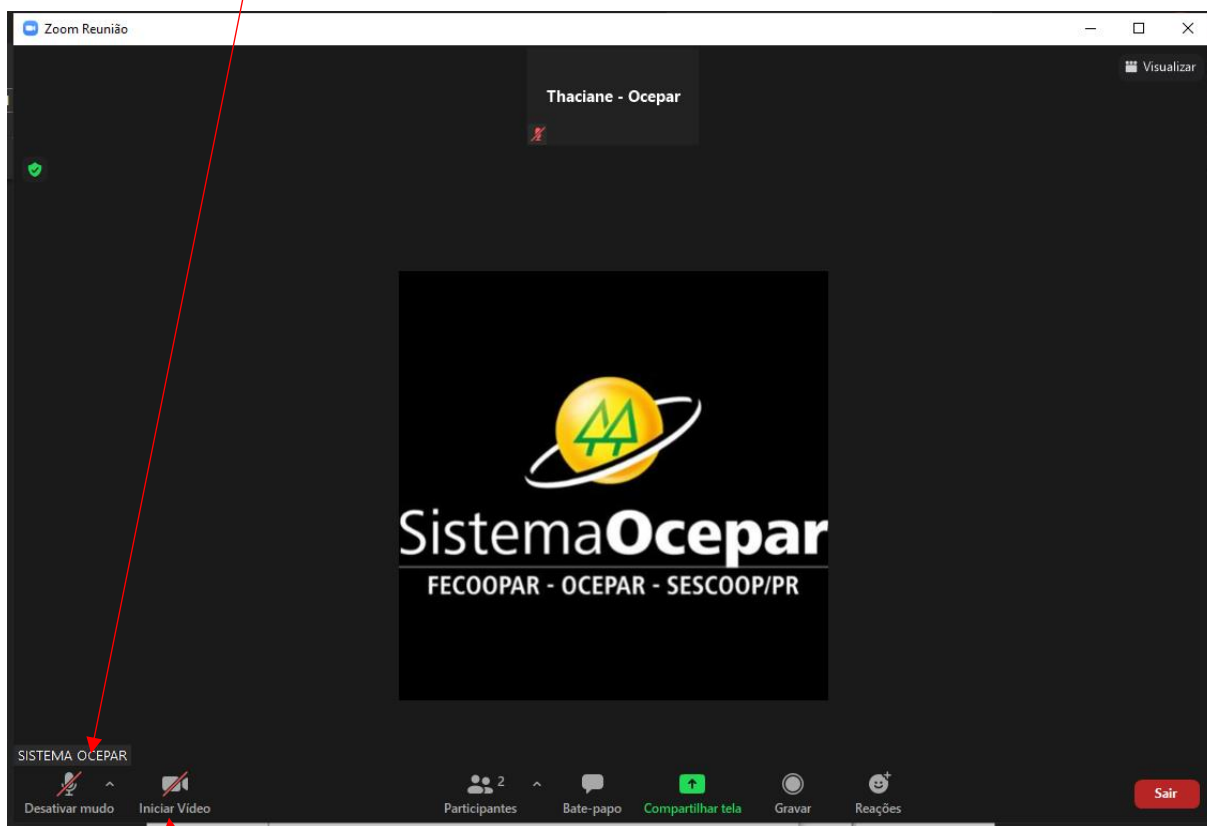 Zoom Reunião
Visualizar
Thaciane - Ocepar
SistemaOcepar
FECOOPAR - OCEPAR - SESCOOP/PR
SISTEMA OCEPAR
2
Desativar mudo
Iniciar Vídeo
Participantes
Bate-papo
Compartilhar tela
Gravar
Reações
Sair